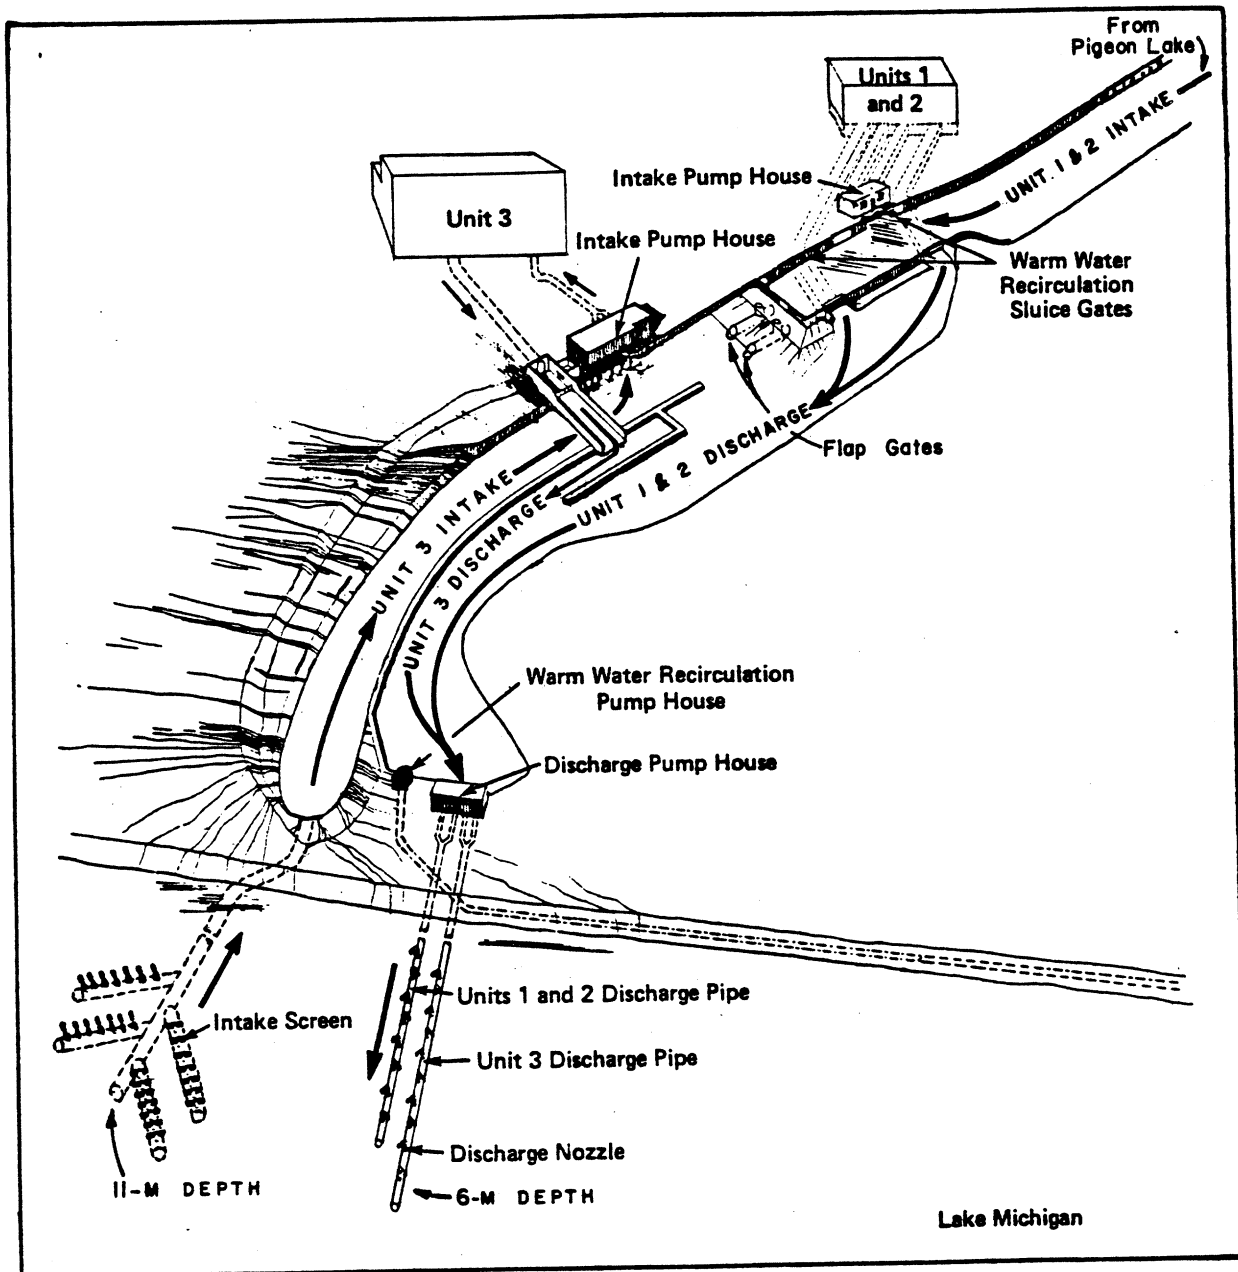 From
Pigeon Lake
Units 1
and 2
UNIT 1 & 2 INTAKE
Intake Pump House
Unit 3
Intake Pump House
Warm Water
Recirculation
Sluice Gates
Flap Gates
UNIT 1 & 2 DISCHARGE
UNIT 3 INTAKE
UNIT 3 DISCHARGE
Warm Water Recirculation
Pump House
Discharge Pump House
Units 1 and 2 Discharge Pipe
Intake Screen
Unit 3 Discharge Pipe
Discharge Nozzle
11-M DEPTH
6-M DEPTH
Lake Michigan